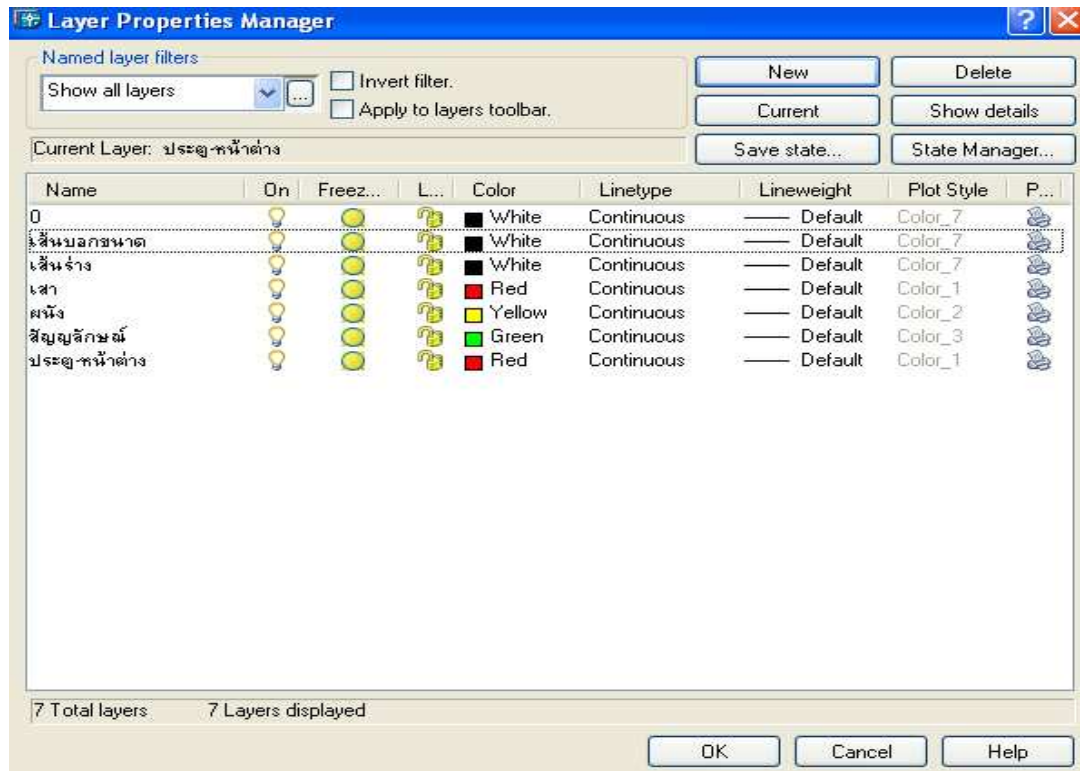 Layer Properties Manager
Named layer filters
Show all layers
...
Invert filter.
Apply to layers toolbar.
New
Delete
Current
Show details
Current Layer: ประตู-หน้าต่าง
Save state...
State Manager...
Name On Freez... L... Color Linetype Lineweight Plot Style P...
0 White Continuous Default Color_7
เส้นบอกขนาด White Continuous Default Color_7
เส้นร่าง White Continuous Default Color_7
เสา Red Continuous Default Color_1
ผนัง Yellow Continuous Default Color_2
สัญญลักษณ์ Green Continuous Default Color_3
ประตู-หน้าต่าง Red Continuous Default Color_1
7 Total layers 7 Layers displayed
OK Cancel Help